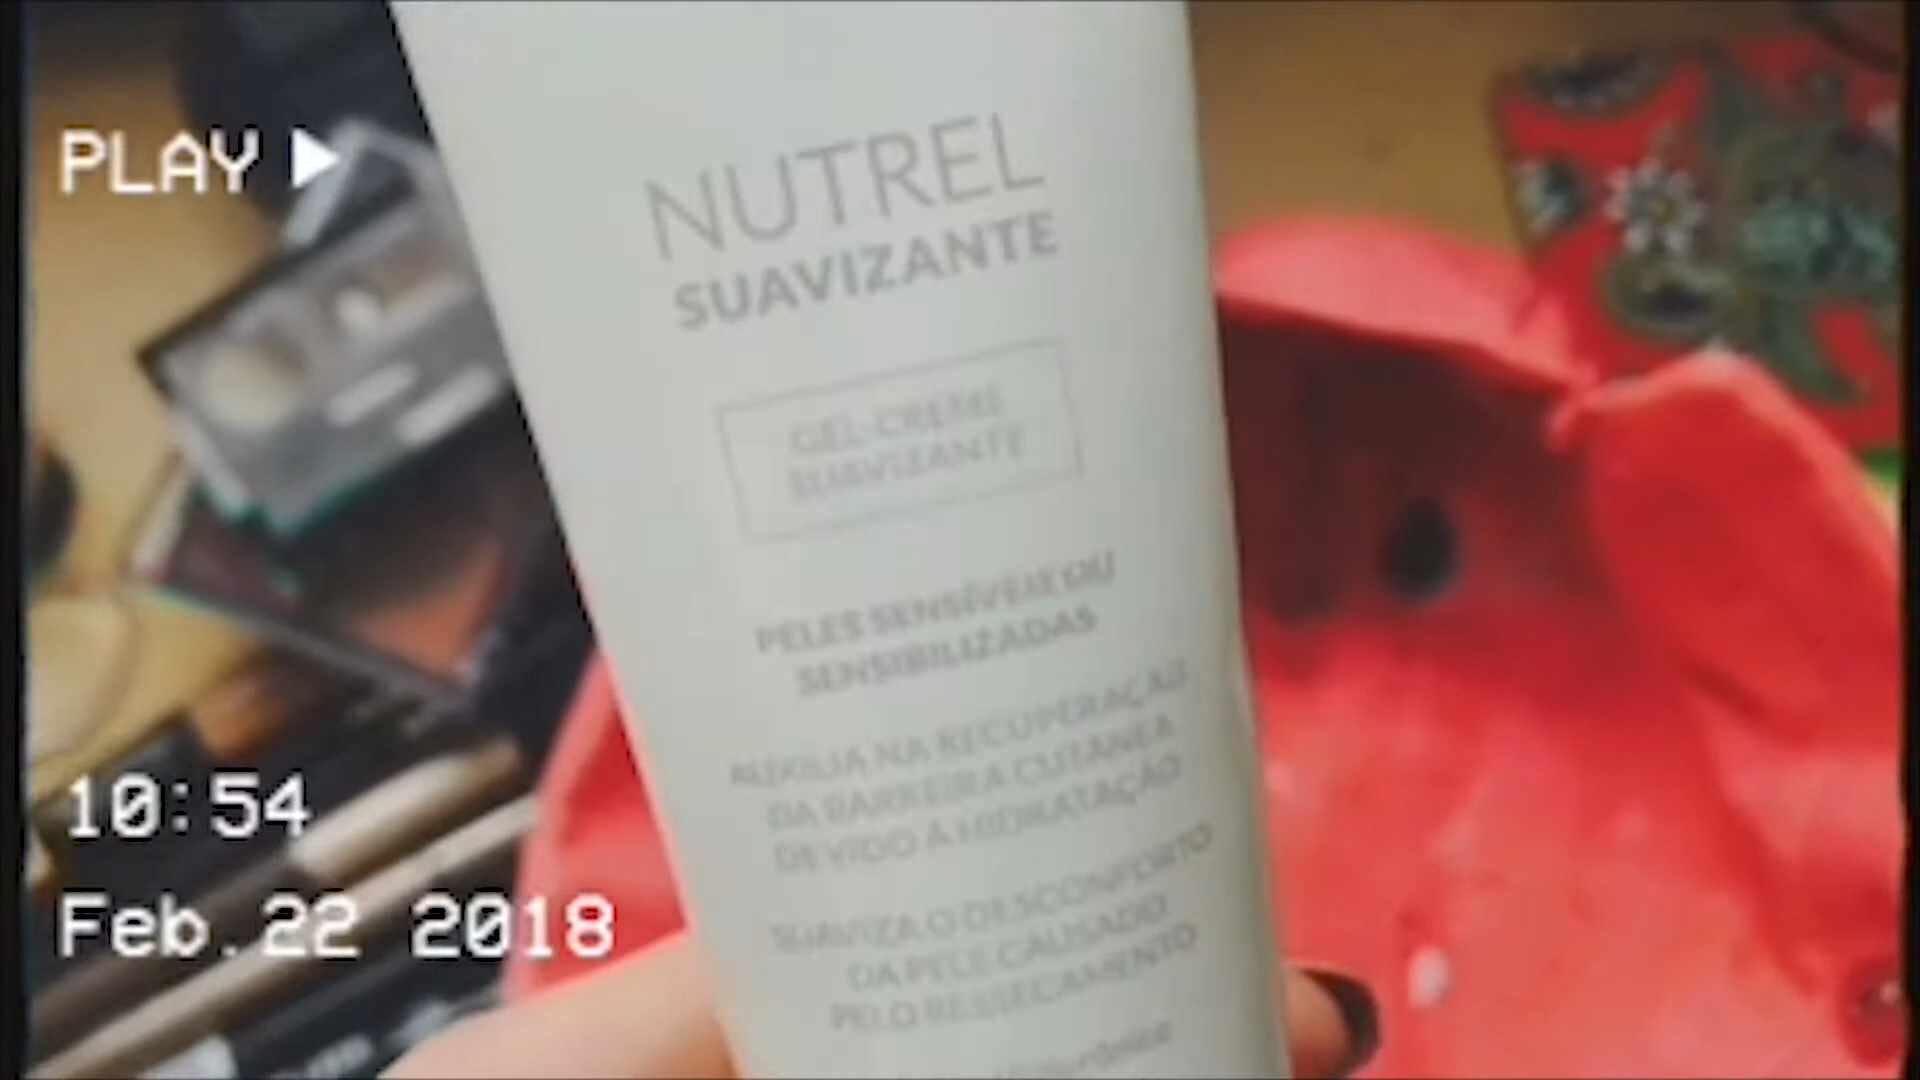 PLAY
NUTREL
SUAVIZANTE
GEL-CREME
SUAVIZANTE
PELES SENSÍVEIS OU
SENSIBILIZADAS
AUXILIA NA RECUPERAÇÃO
DA BARREIRA CUTÂNEA
DEVIDO À HIDRATAÇÃO
SUAVIZA O DESCONFORTO
DA PELE CAUSADO
PELO RESSECAMENTO
10:54
Feb.22 2018